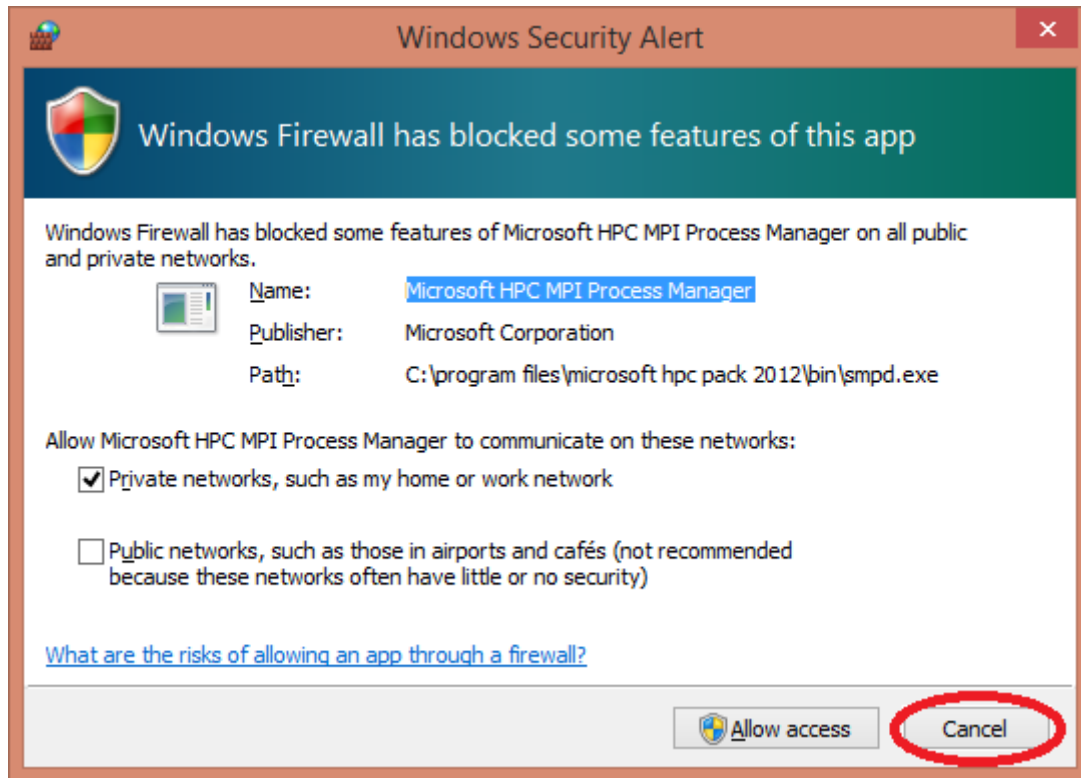 Windows Security Alert
Windows Firewall has blocked some features of this app
Windows Firewall has blocked some features of Microsoft HPC MPI Process Manager on all public
and private networks.
Name: Microsoft HPC MPI Process Manager
Publisher: Microsoft Corporation
Path: C:\program files\microsoft hpc pack 2012\bin\smpd.exe
Allow Microsoft HPC MPI Process Manager to communicate on these networks:
Private networks, such as my home or work network
Public networks, such as those in airports and cafés (not recommended
because these networks often have little or no security)
What are the risks of allowing an app through a firewall?
Allow access Cancel